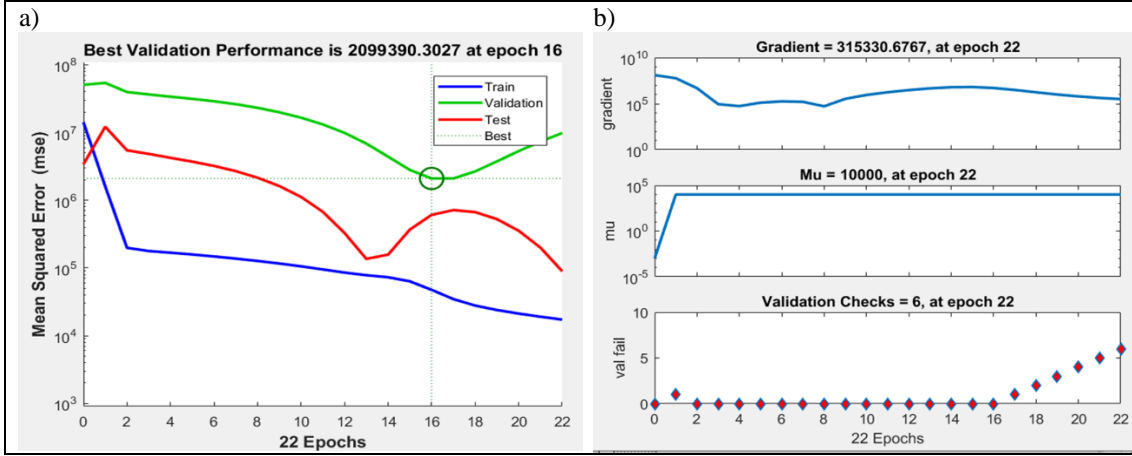 a)
Best Validation Performance is 2099390.3027 at epoch 16
Mean Squared Error (mse)
10^8
10^7
10^6
10^5
10^4
10^3
Train
Validation
Test
Best
0 2 4 6 8 10 12 14 16 18 20 22
22 Epochs
b)
Gradient = 315330.6767, at epoch 22
gradient
10^10
10^5
10^0
Mu = 10000, at epoch 22
mu
10^5
10^0
10^-5
Validation Checks = 6, at epoch 22
val fail
10
5
0
0 2 4 6 8 10 12 14 16 18 20 22
22 Epochs